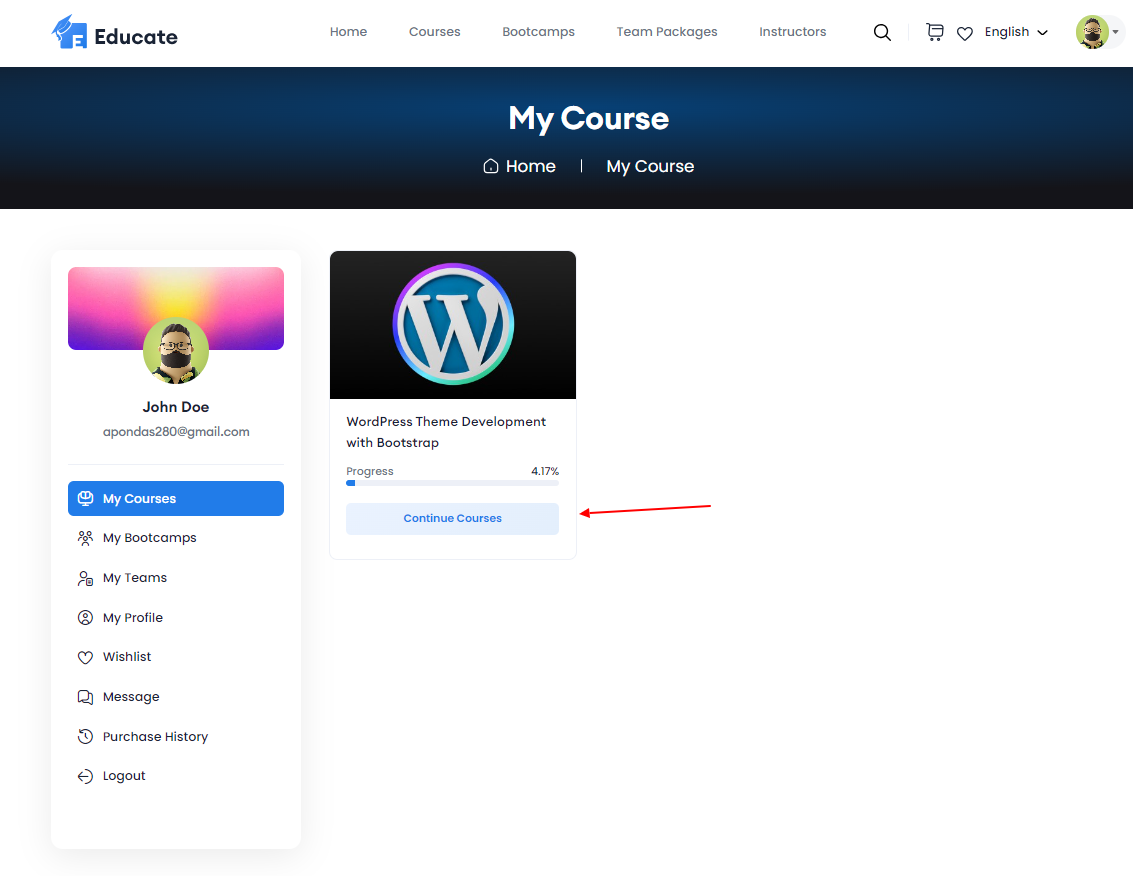 Educate
Home
Courses
Bootcamps
Team Packages
Instructors
English
My Course
Home
My Course
John Doe
apondas280@gmail.com
My Courses
My Bootcamps
My Teams
My Profile
Wishlist
Message
Purchase History
Logout
WordPress Theme Development
with Bootstrap
Progress 4.17%
Continue Courses